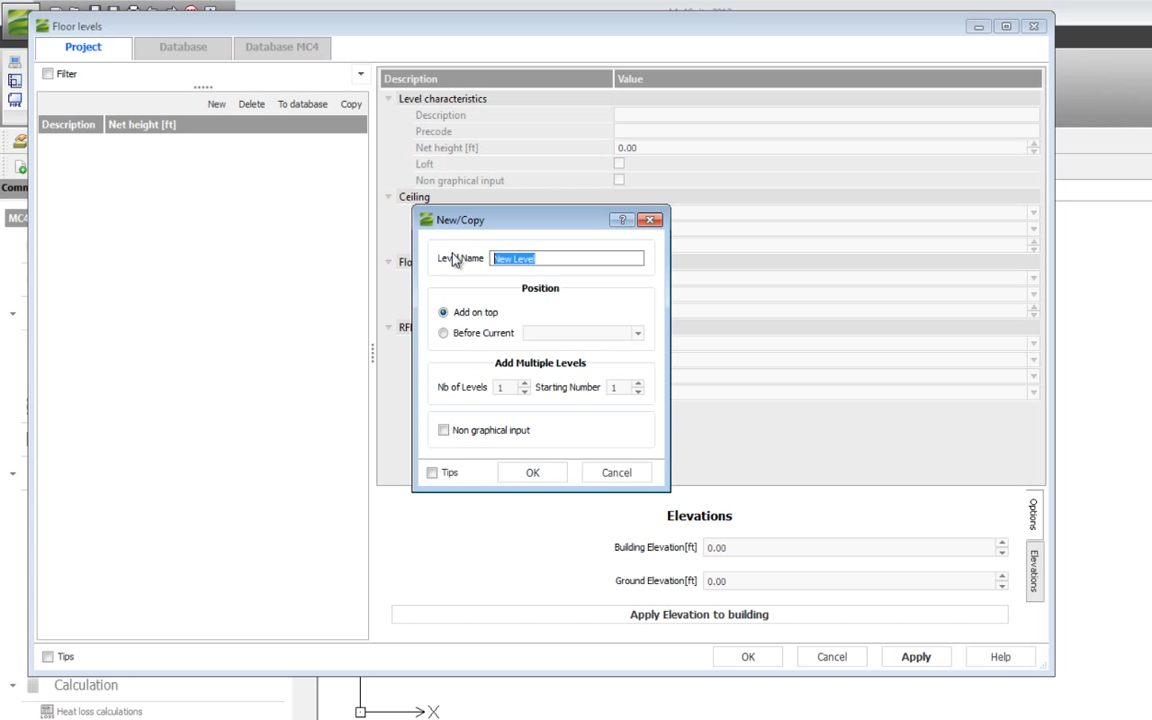 Floor levels
Project
Database
Database MC4
Filter
New
Delete
To database
Copy
Description
Net height [ft]
Description
Value
Level characteristics
Description
Precode
Net height [ft]
0.00
Loft
Non graphical input
Ceiling
New/Copy
?
Level Name
New Level
Position
Add on top
Before Current
Add Multiple Levels
Nb of Levels
1
Starting Number
1
Non graphical input
Tips
OK
Cancel
Elevations
Building Elevation[ft]
0.00
Ground Elevation[ft]
0.00
Apply Elevation to building
Options
Elevations
Tips
OK
Cancel
Apply
Help
Calculation
Heat loss calculations
X